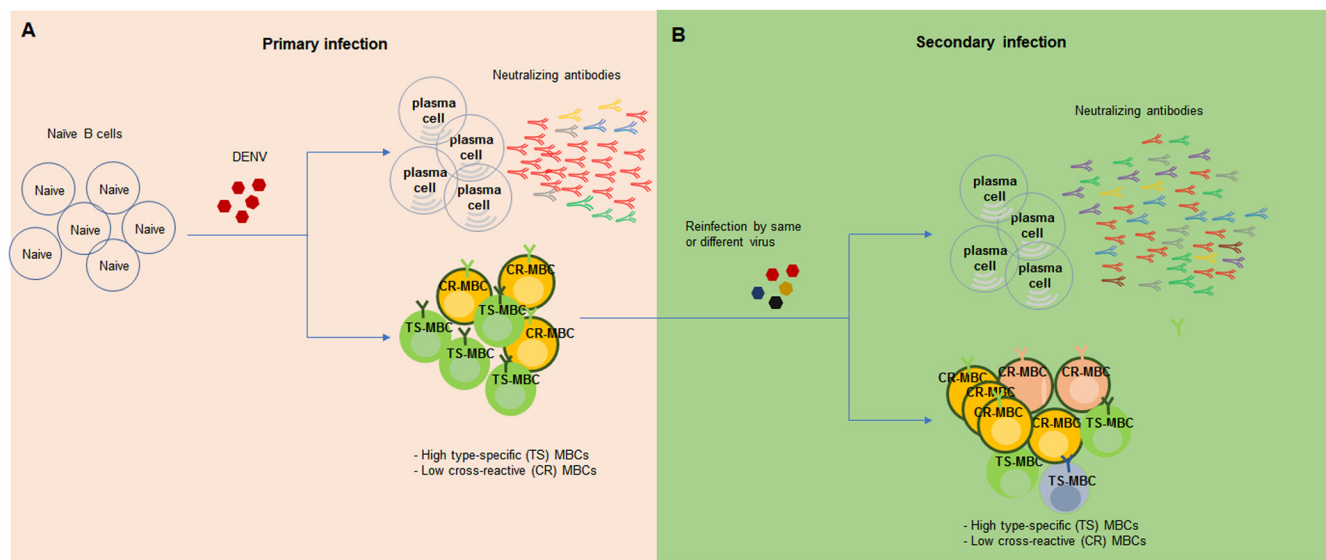 A
Primary infection
Naïve B cells
Naive
Naive
Naive
Naive
Naive
Naive
DENV
plasma
cell
plasma
cell
plasma
cell
plasma
cell
Neutralizing antibodies
CR-MBC
CR-MBC
TS-MBC
TS-MBC
CR-MBC
TS-MBC
TS-MBC
- High type-specific (TS) MBCs
- Low cross-reactive (CR) MBCs
B
Secondary infection
Reinfection by same
or different virus
plasma
cell
plasma
cell
plasma
cell
plasma
cell
Neutralizing antibodies
CR-MBC
CR-MBC
CR-MBC
CR-MBC
CR-MBC
CR-MBC
TS-MBC
TS-MBC
TS-MBC
- High type-specific (TS) MBCs
- Low cross-reactive (CR) MBCs